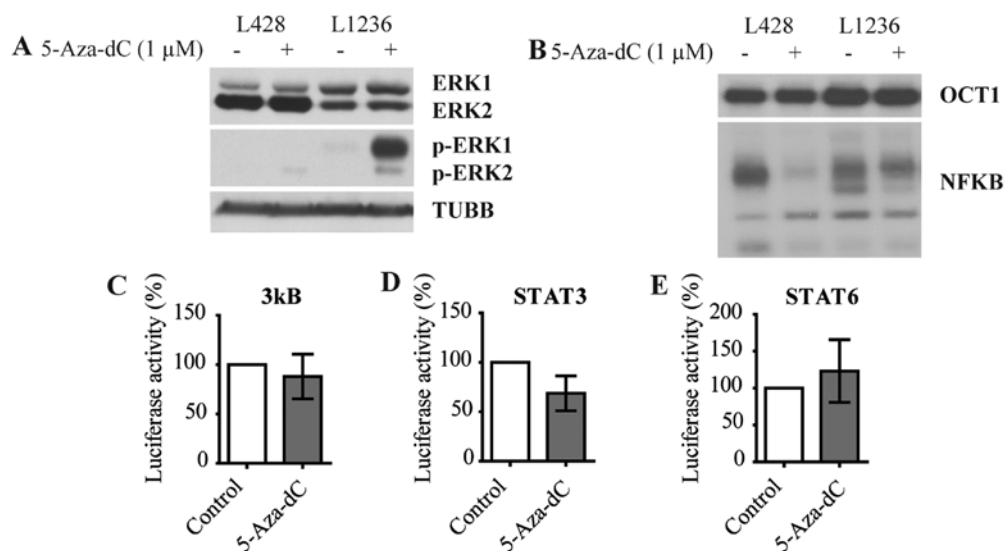 A
L428 L1236
5-Aza-dC (1 μM) - + - +
ERK1
ERK2
p-ERK1
p-ERK2
TUBB
B
L428 L1236
5-Aza-dC (1 μM) - + - +
OCT1
NFKB
C
3kB
Luciferase activity (%)
150
100
50
0
Control
5-Aza-dC
D
STAT3
Luciferase activity (%)
150
100
50
0
Control
5-Aza-dC
E
STAT6
Luciferase activity (%)
200
150
100
50
0
Control
5-Aza-dC